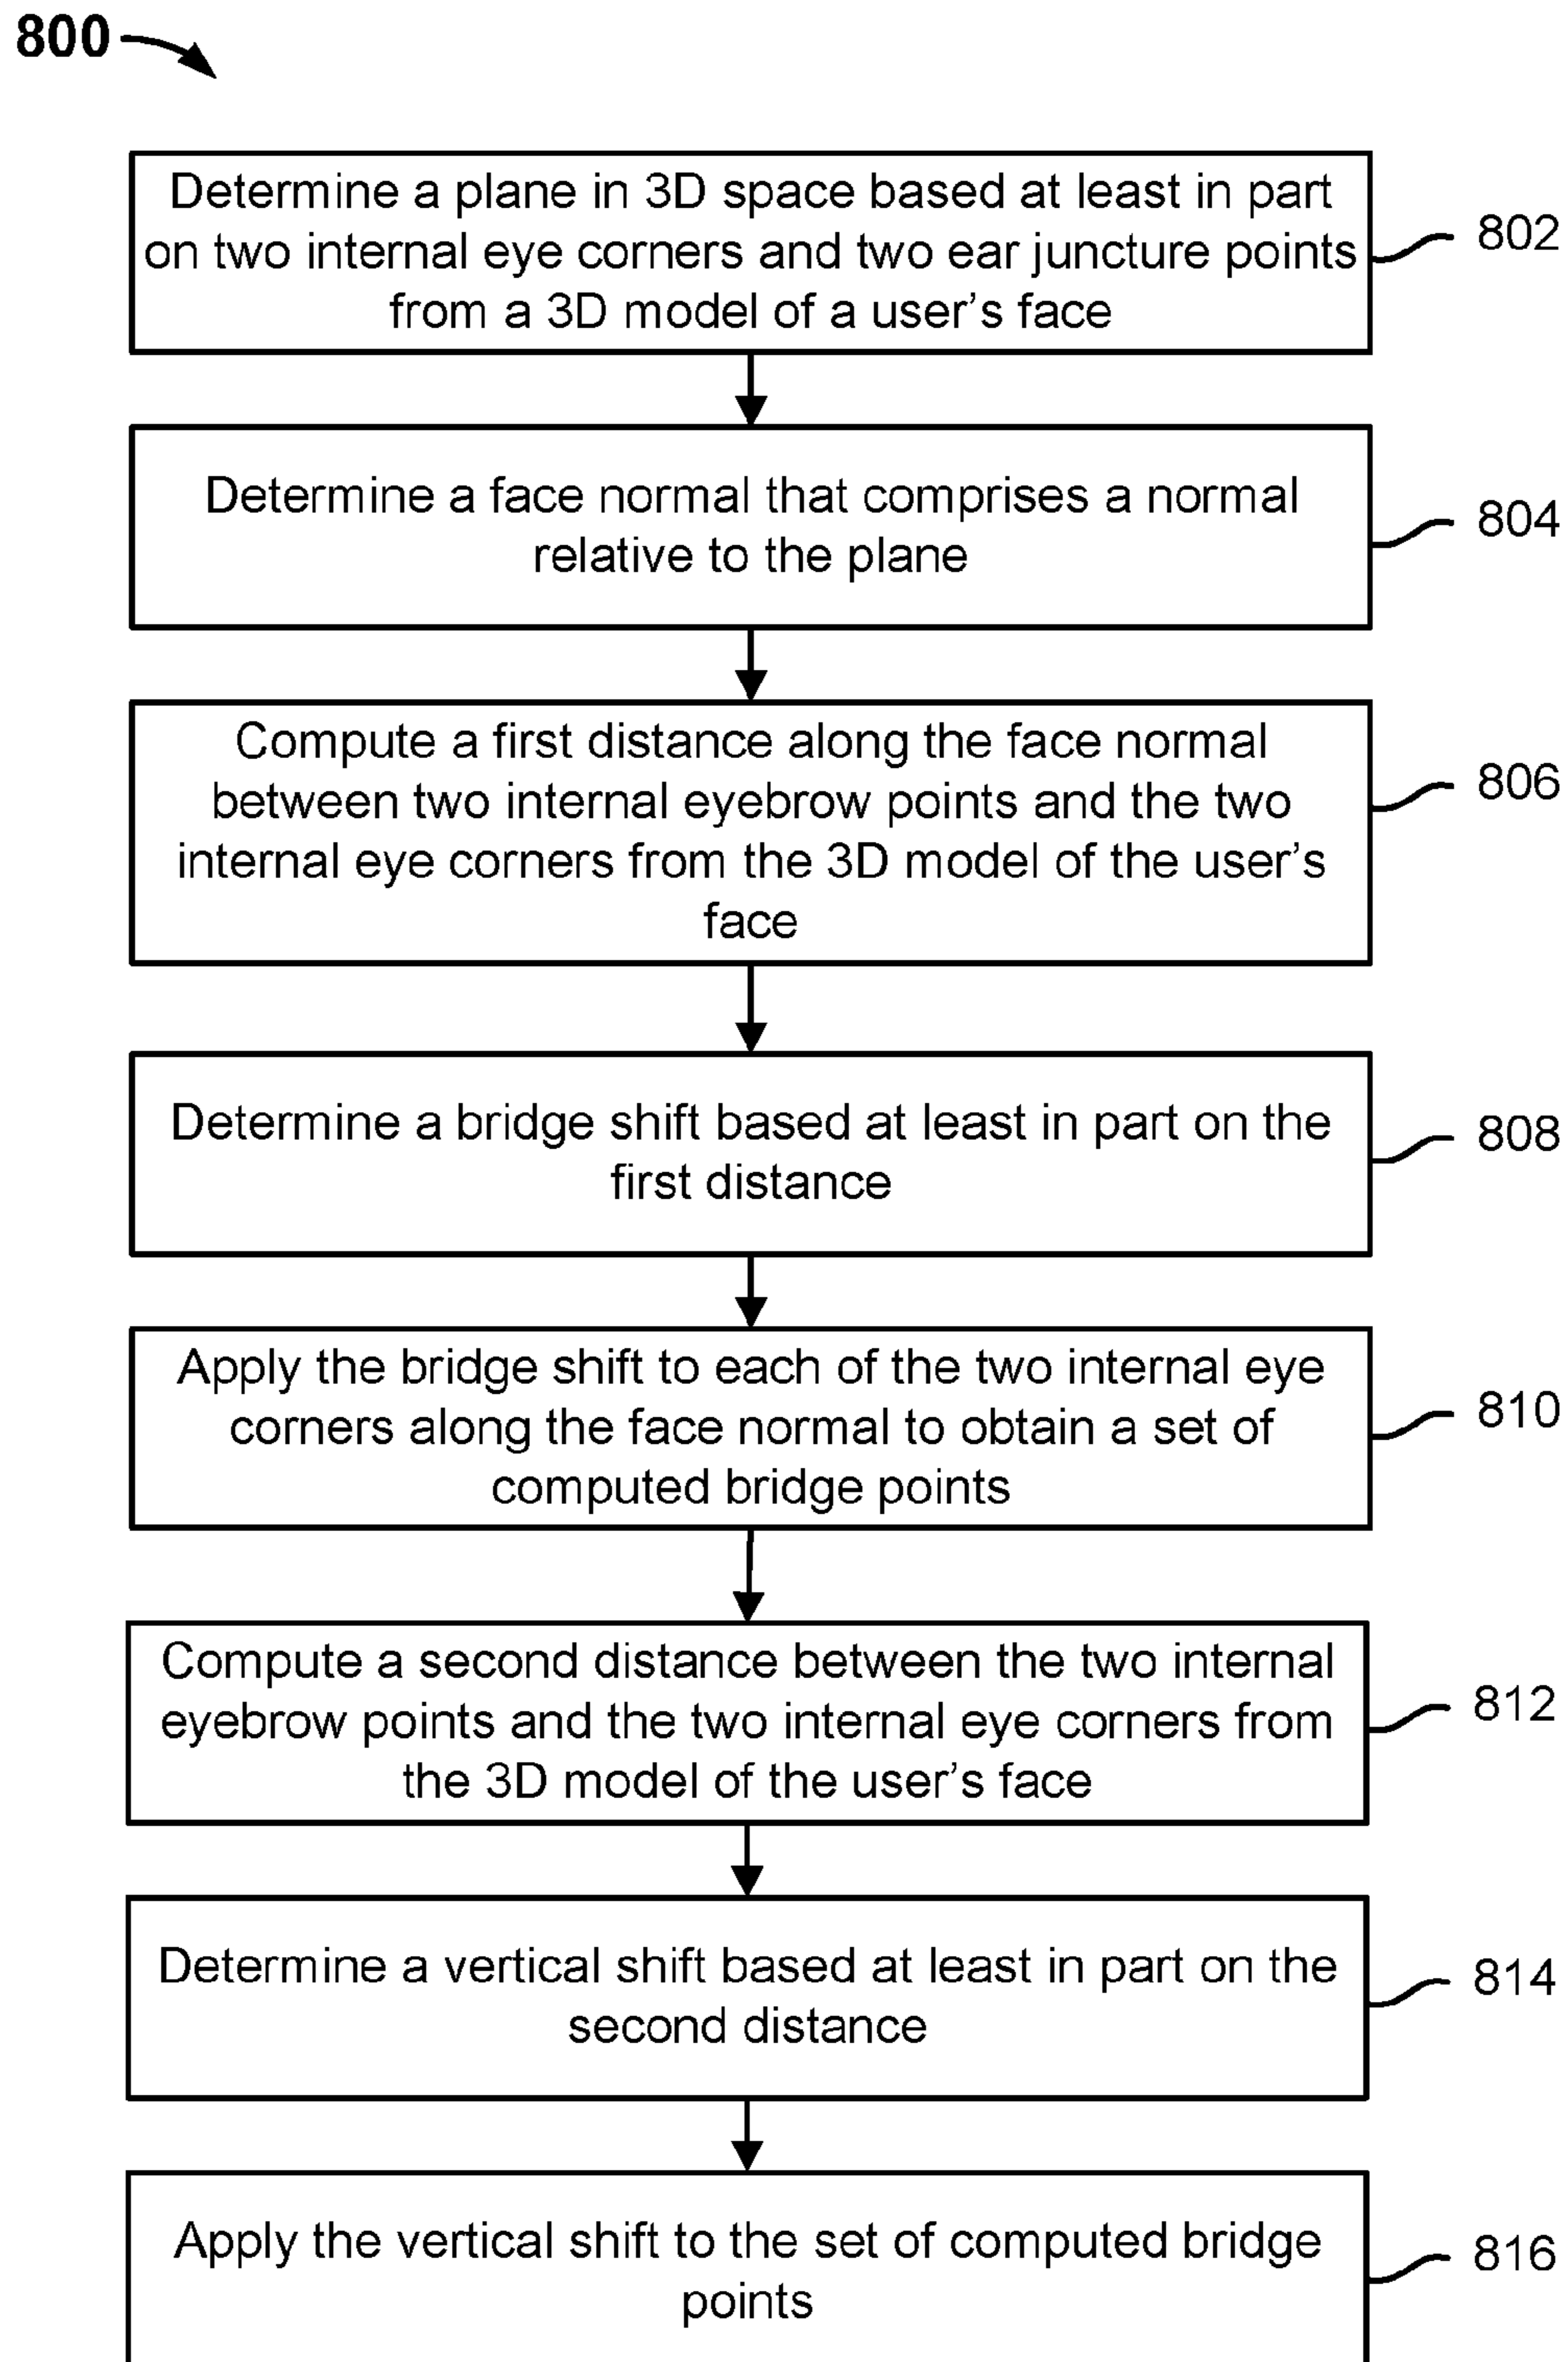 800
Determine a plane in 3D space based at least in part
on two internal eye corners and two ear juncture points
from a 3D model of a user’s face
802
Determine a face normal that comprises a normal
relative to the plane
804
Compute a first distance along the face normal
between two internal eyebrow points and the two
internal eye corners from the 3D model of the user’s
face
806
Determine a bridge shift based at least in part on the
first distance
808
Apply the bridge shift to each of the two internal eye
corners along the face normal to obtain a set of
computed bridge points
810
Compute a second distance between the two internal
eyebrow points and the two internal eye corners from
the 3D model of the user’s face
812
Determine a vertical shift based at least in part on the
second distance
814
Apply the vertical shift to the set of computed bridge
points
816